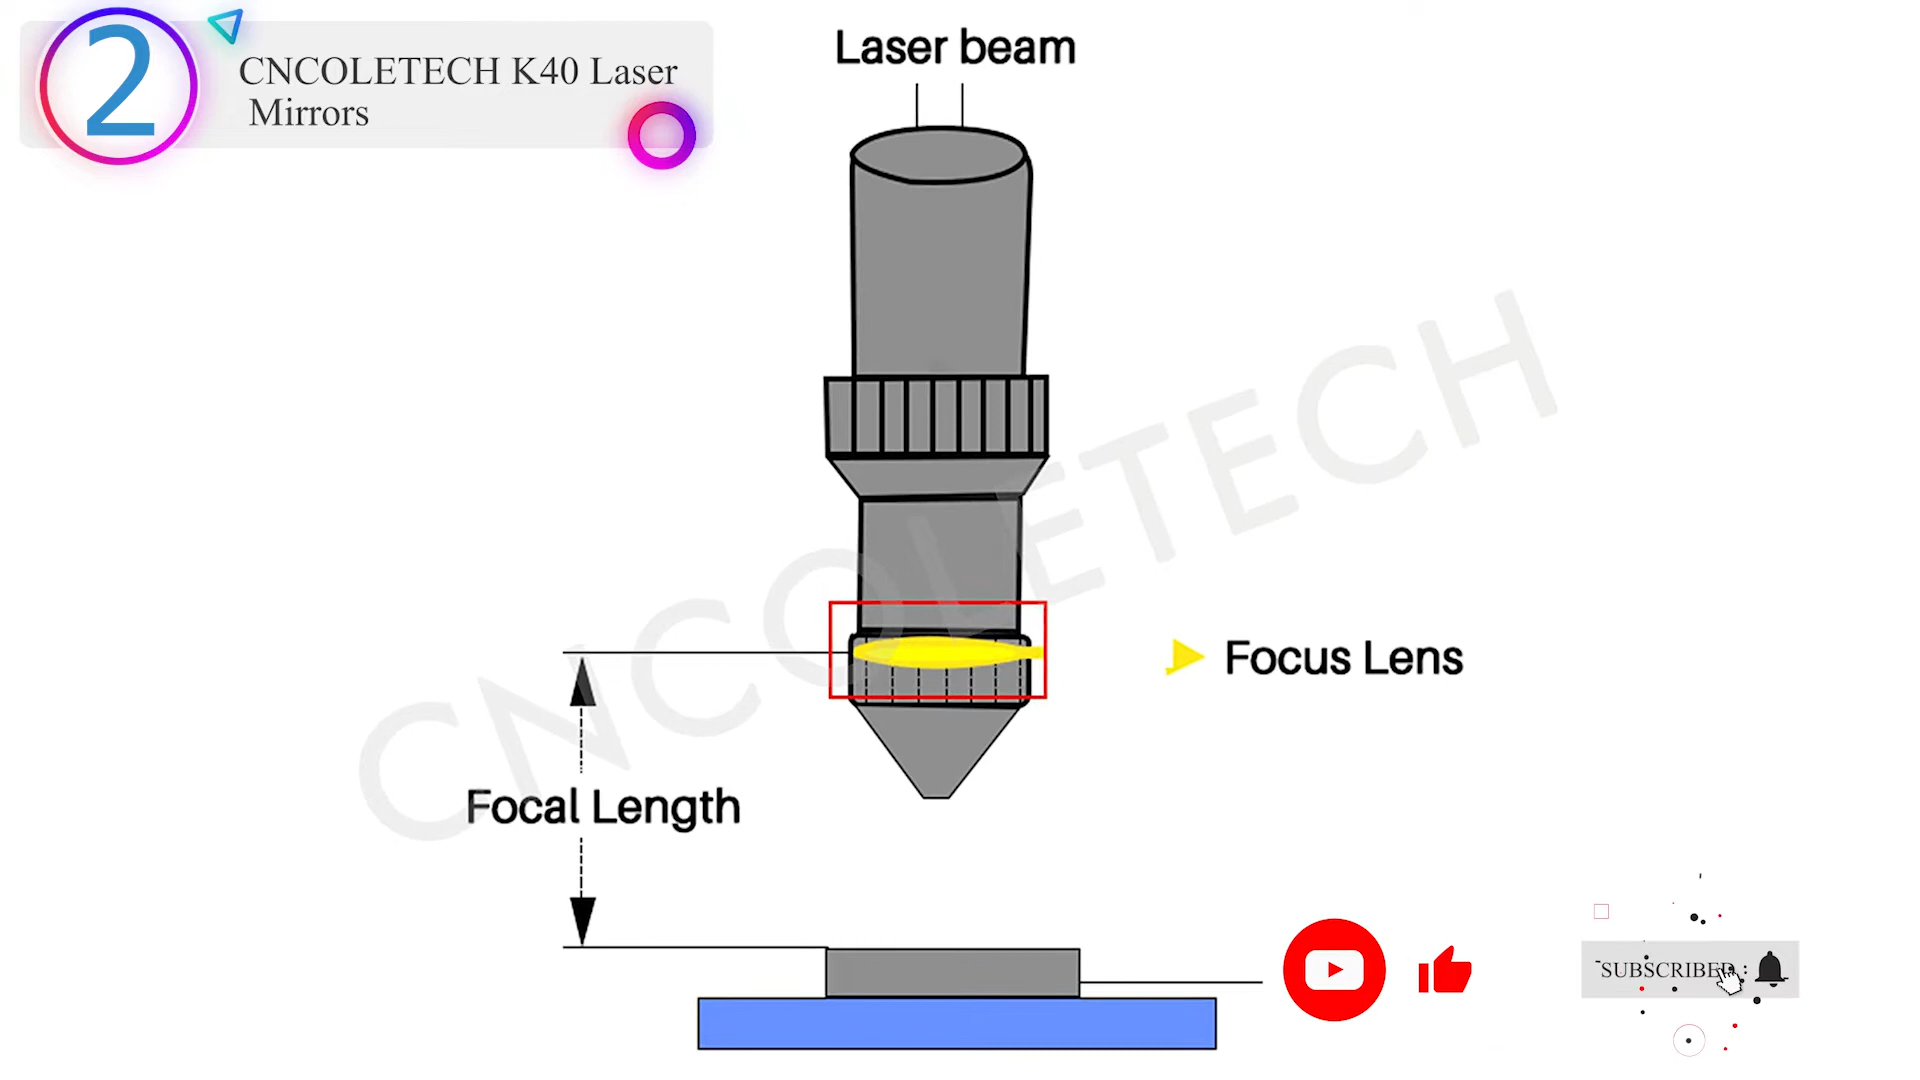 2
CNCOLETECH K40 Laser
Mirrors
Laser beam
CNCOLETECH
Focus Lens
Focal Length
SUBSCRIBED